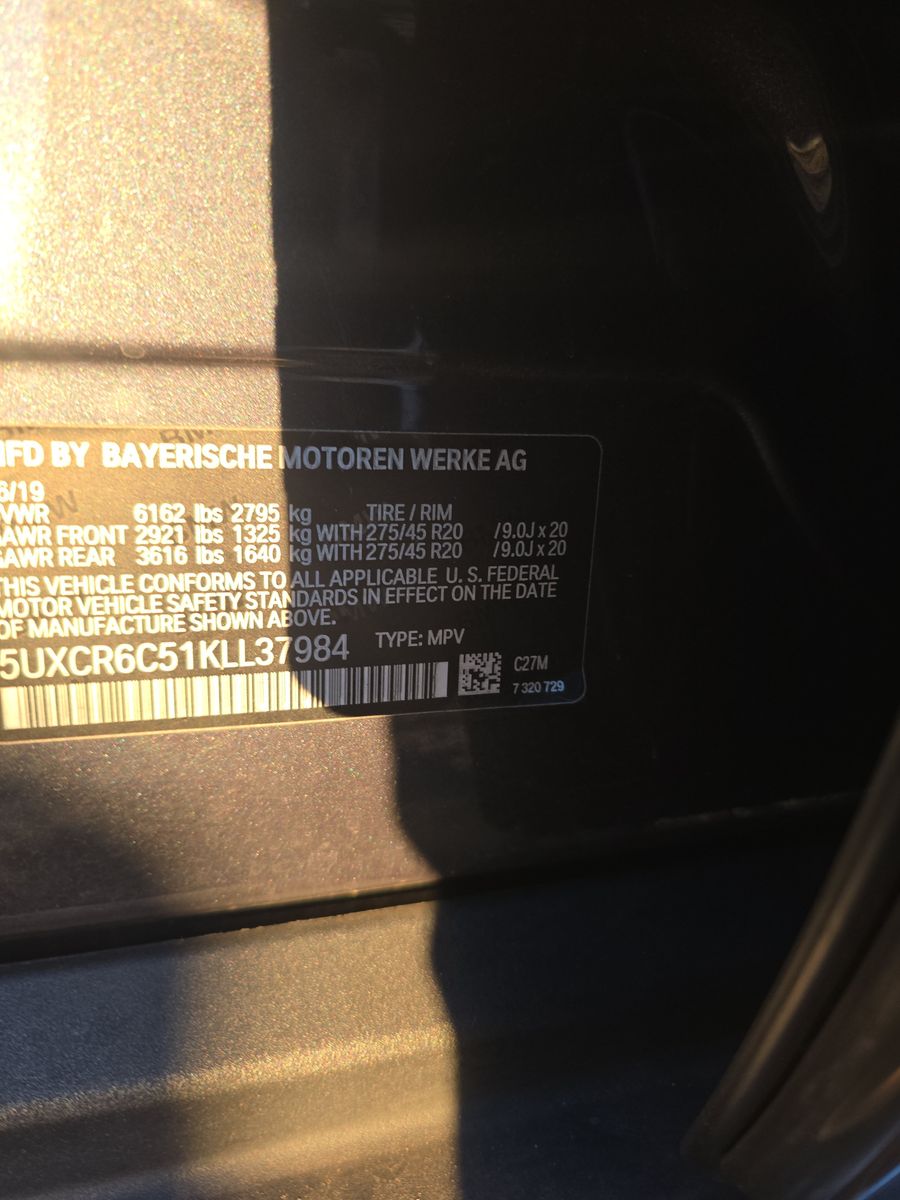 MFD BY BAYERISCHE MOTOREN WERKE AG
6/19
VWR 6162 lbs 2795 kg TIRE / RIM
AWR FRONT 2921 lbs 1325 kg WITH 275/45 R20 /9.0J x 20
GAWR REAR 3616 lbs 1640 kg WITH 275/45 R20 /9.0J x 20
THIS VEHICLE CONFORMS TO ALL APPLICABLE U. S. FEDERAL
MOTOR VEHICLE SAFETY STANDARDS IN EFFECT ON THE DATE
OF MANUFACTURE SHOWN ABOVE.
5UXCR6C51KLL37984 TYPE: MPV
C27M
7 320 729